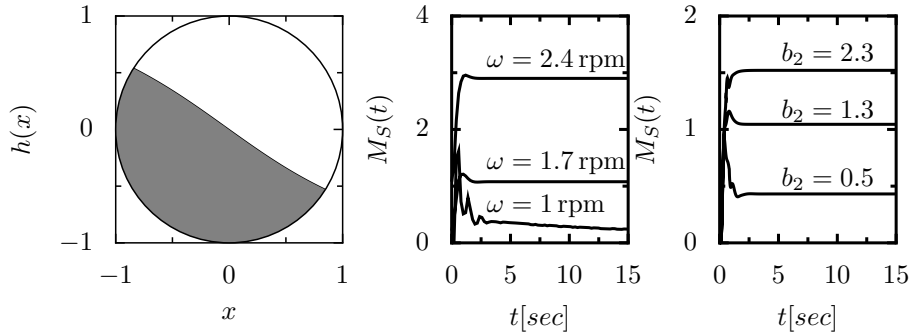 1
0
−1
h(x)
−1
0
1
x
4
2
0
M_S(t)
ω = 2.4 rpm
ω = 1.7 rpm
ω = 1 rpm
0
5
10
15
t[sec]
2
1
0
M_S(t)
b_2 = 2.3
b_2 = 1.3
b_2 = 0.5
0
5
10
15
t[sec]